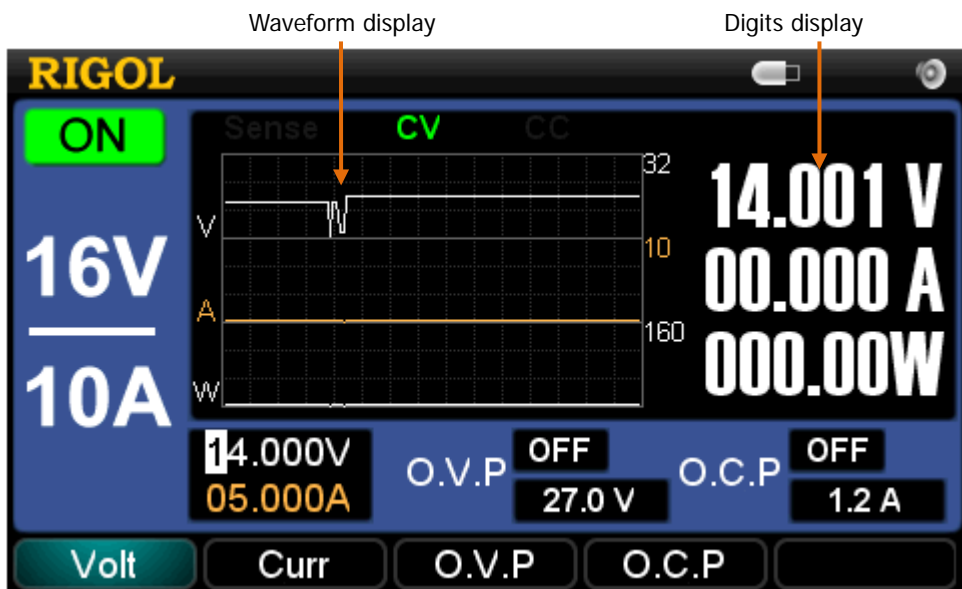 Waveform display Digits display
RIGOL
ON Sense CV CC
32
14.001 V
V
16V
10
00.000 A
A
160
10A
000.00W
W
14.000V O.V.P OFF O.C.P OFF
05.000A 27.0 V 1.2 A
Volt Curr O.V.P O.C.P